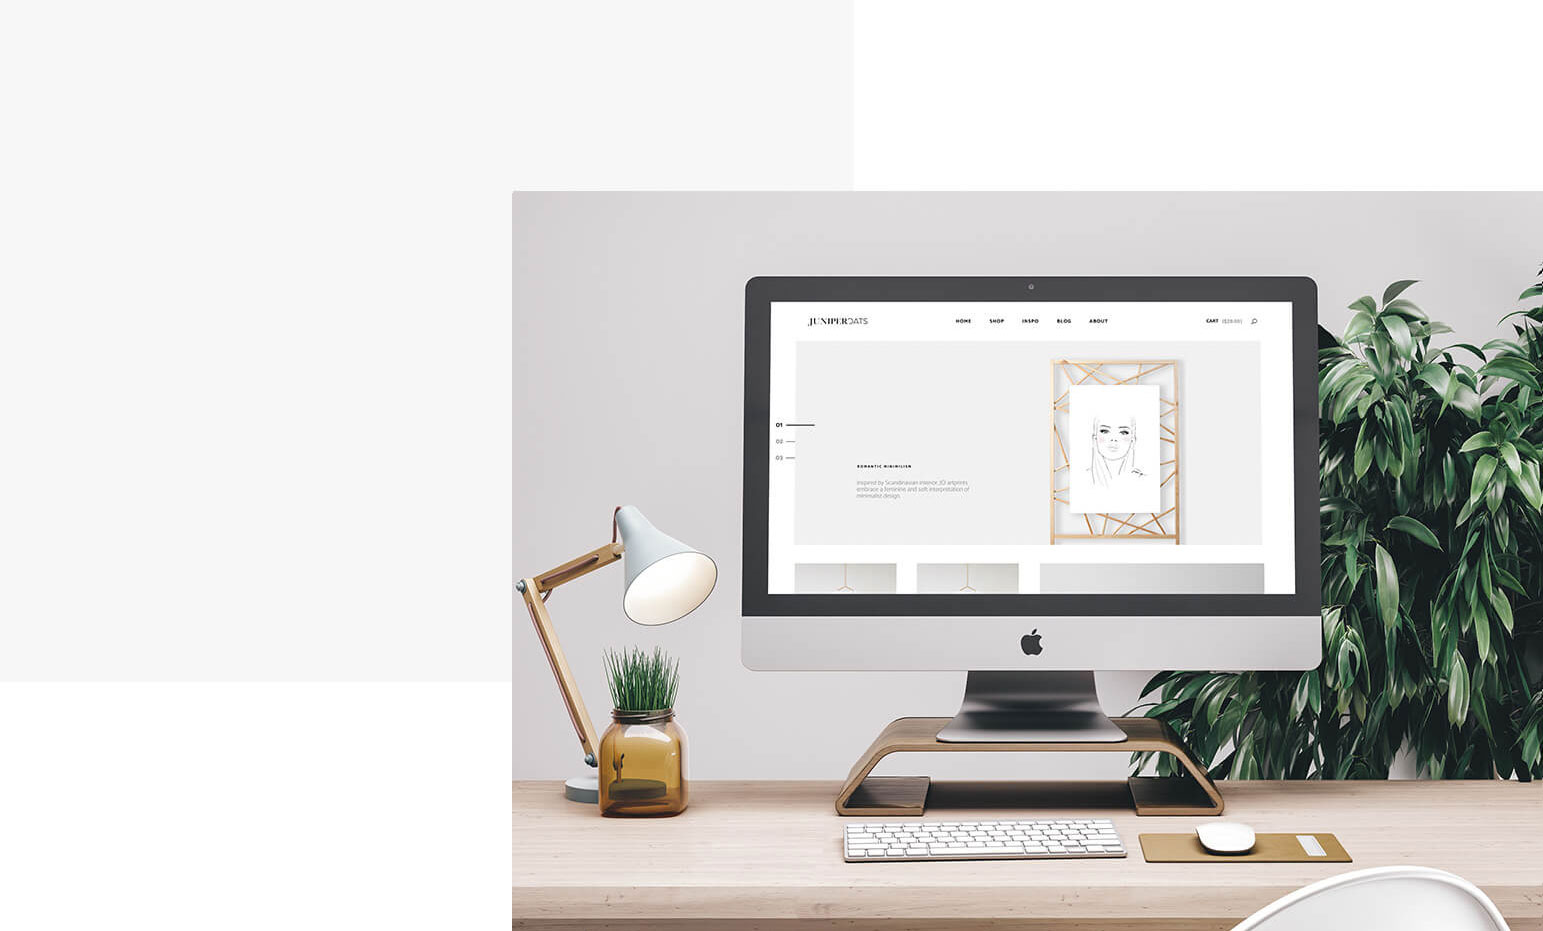 JUNIPEROATS
HOME SHOP INSPO BLOG ABOUT
CART ($28.00)
01
02
03
ROMANTIC MINIMILISM
Inspired by Scandinavian interior, JO artprints
embrace a feminine and soft interpretation of
minimalist design.